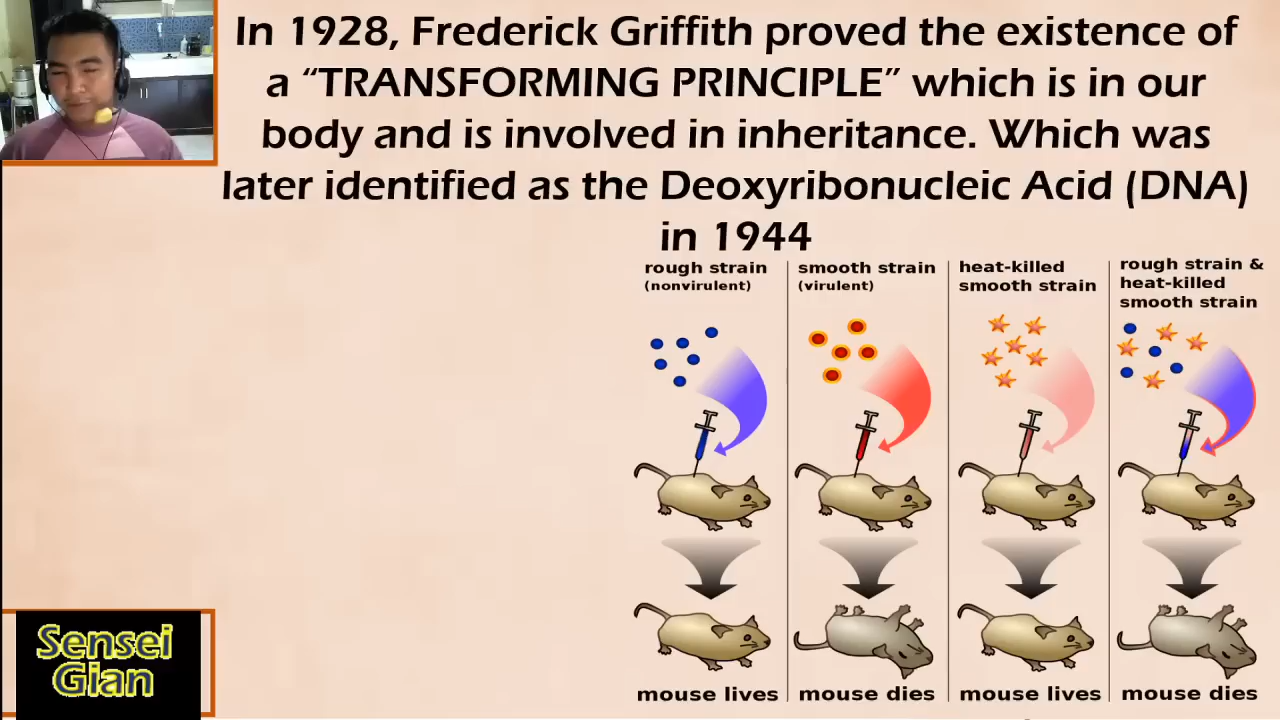 In 1928, Frederick Griffith proved the existence of
a “TRANSFORMING PRINCIPLE” which is in our
body and is involved in inheritance. Which was
later identified as the Deoxyribonucleic Acid (DNA)
in 1944
rough strain
(nonvirulent)
smooth strain
(virulent)
heat-killed
smooth strain
rough strain &
heat-killed
smooth strain
mouse lives
mouse dies
mouse lives
mouse dies
Sensei
Gian